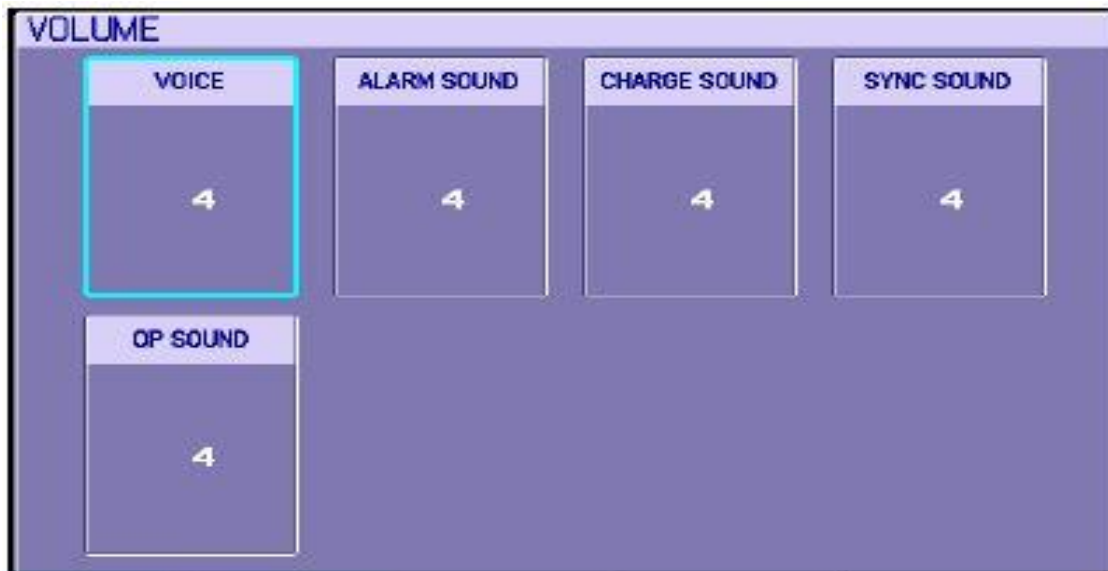 VOLUME
VOICE ALARM SOUND CHARGE SOUND SYNC SOUND
4 4 4 4
OP SOUND
4